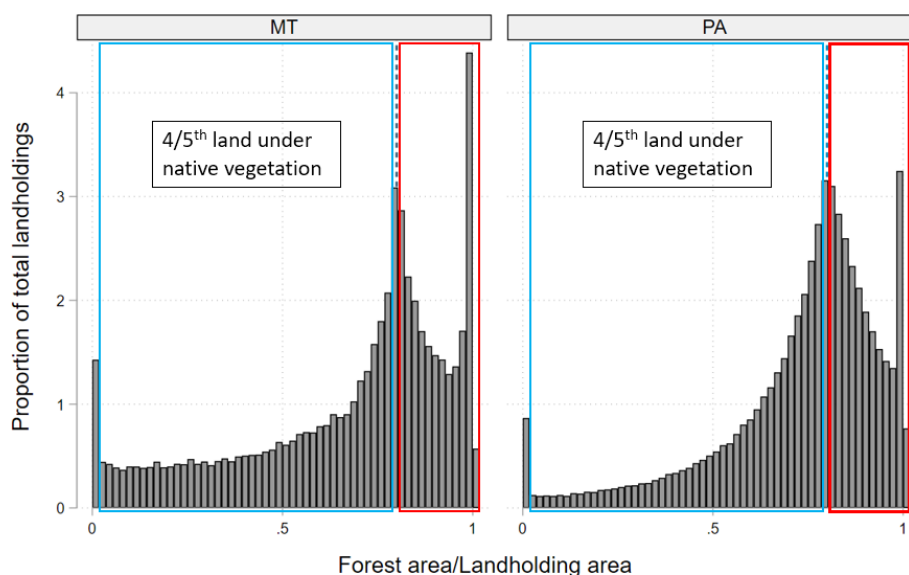 MT
PA
Proportion of total landholdings
4
3
2
1
0
4/5th land under
native vegetation
4/5th land under
native vegetation
0
.5
1
0
.5
1
Forest area/Landholding area